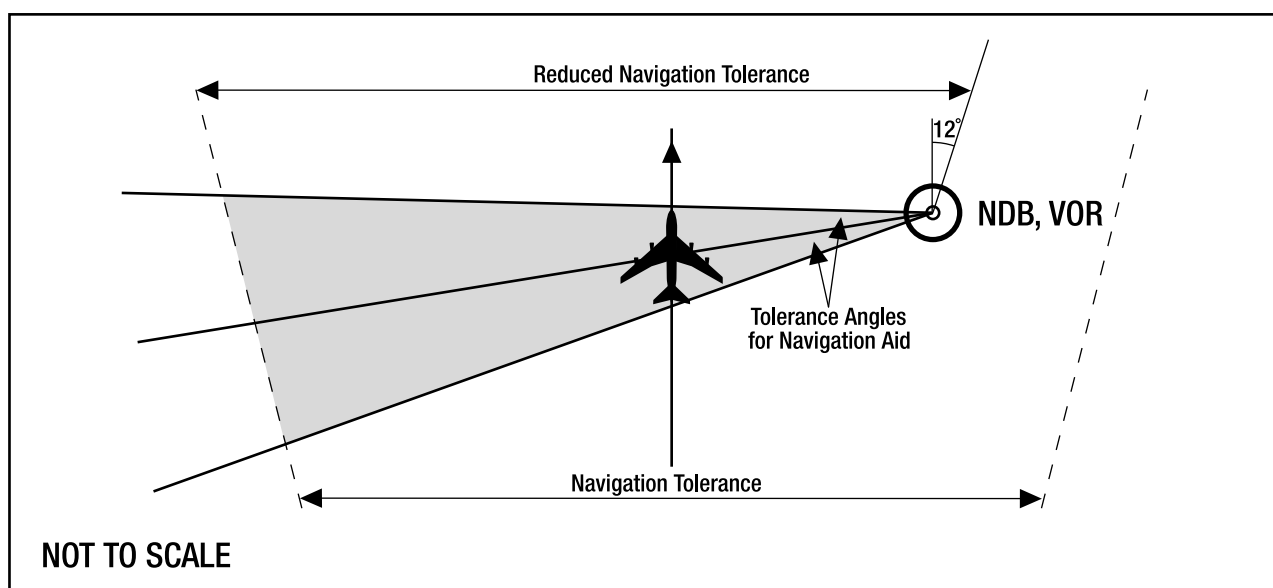 Reduced Navigation Tolerance
12°
NDB, VOR
Tolerance Angles
for Navigation Aid
Navigation Tolerance
NOT TO SCALE